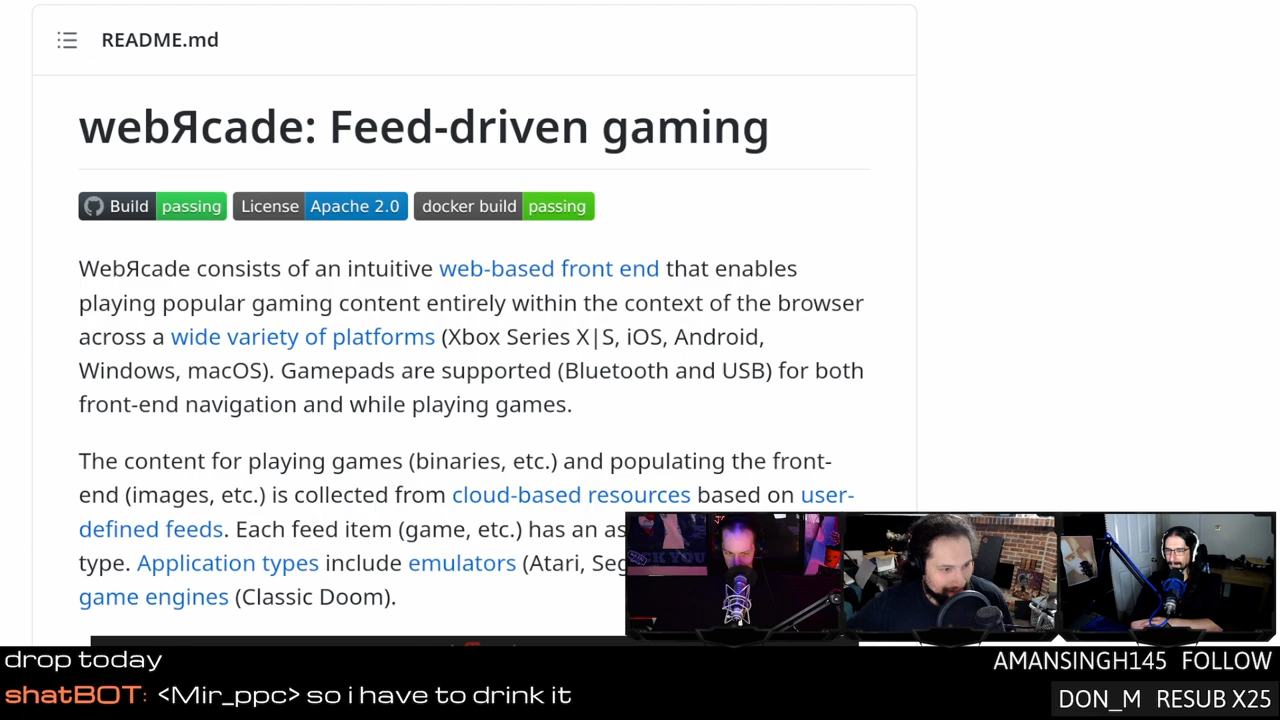 README.md
webЯcade: Feed-driven gaming
Build passing License Apache 2.0 docker build passing
WebЯcade consists of an intuitive web-based front end that enables
playing popular gaming content entirely within the context of the browser
across a wide variety of platforms (Xbox Series X|S, iOS, Android,
Windows, macOS). Gamepads are supported (Bluetooth and USB) for both
front-end navigation and while playing games.
The content for playing games (binaries, etc.) and populating the front-
end (images, etc.) is collected from cloud-based resources based on user-
defined feeds. Each feed item (game, etc.) has an as
type. Application types include emulators (Atari, Seg
game engines (Classic Doom).
drop today
shatBOT: <Mir_ppc> so i have to drink it
AMANSINGH145 FOLLOW
DON_M RESUB X25